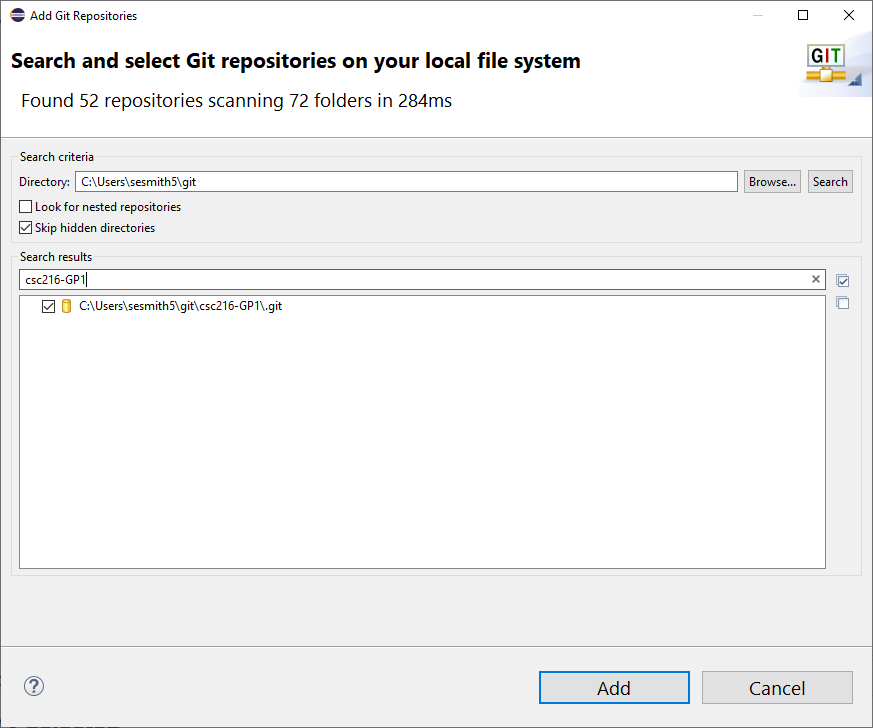 Add Git Repositories
Search and select Git repositories on your local file system
GIT
Found 52 repositories scanning 72 folders in 284ms
Search criteria
Directory: C:\Users\sesmith5\git Browse... Search
Look for nested repositories
Skip hidden directories
Search results
csc216-GP1
C:\Users\sesmith5\git\csc216-GP1\.git
? Add Cancel